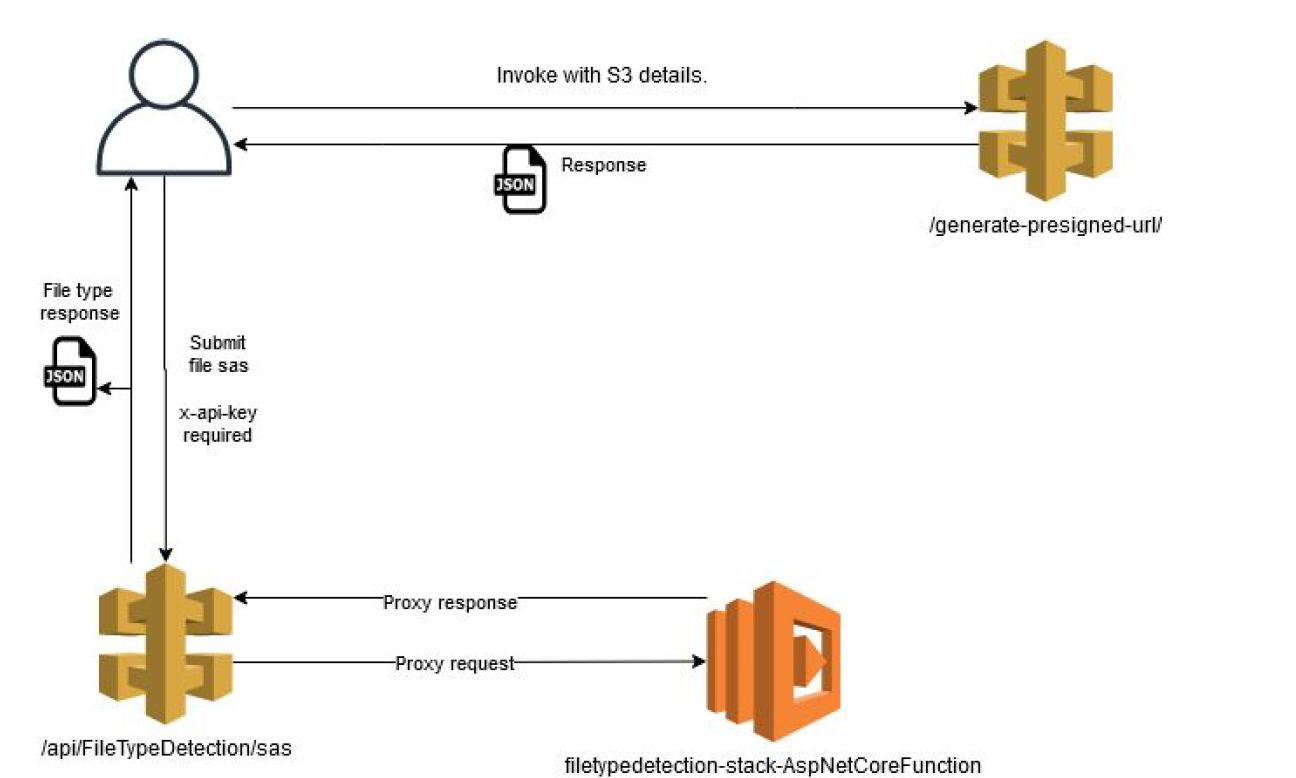 Invoke with S3 details.
JSON
Response
/generate-presigned-url/
File type
response
JSON
Submit
file sas
x-api-key
required
Proxy response
Proxy request
/api/FileTypeDetection/sas
filetypedetection-stack-AspNetCoreFunction